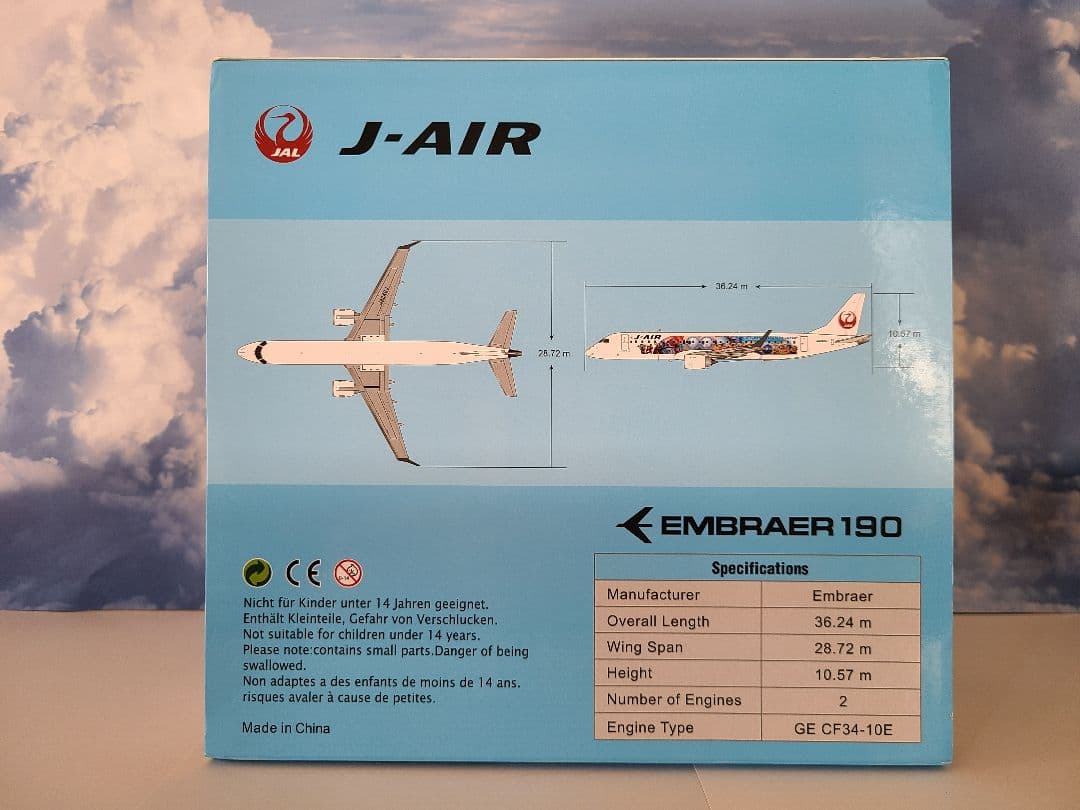 JAL
J-AIR
36.24 m
10.57 m
28.72 m
J-AIR
EMBRAER 190
Specifications
Manufacturer Embraer
Overall Length 36.24 m
Wing Span 28.72 m
Height 10.57 m
Number of Engines 2
Engine Type GE CF34-10E
CE
0-14
Nicht für Kinder unter 14 Jahren geeignet.
Enthält Kleinteile, Gefahr von Verschlucken.
Not suitable for children under 14 years.
Please note:contains small parts.Danger of being
swallowed.
Non adaptes a des enfants de moins de 14 ans.
risques avaler à cause de petites.
Made in China